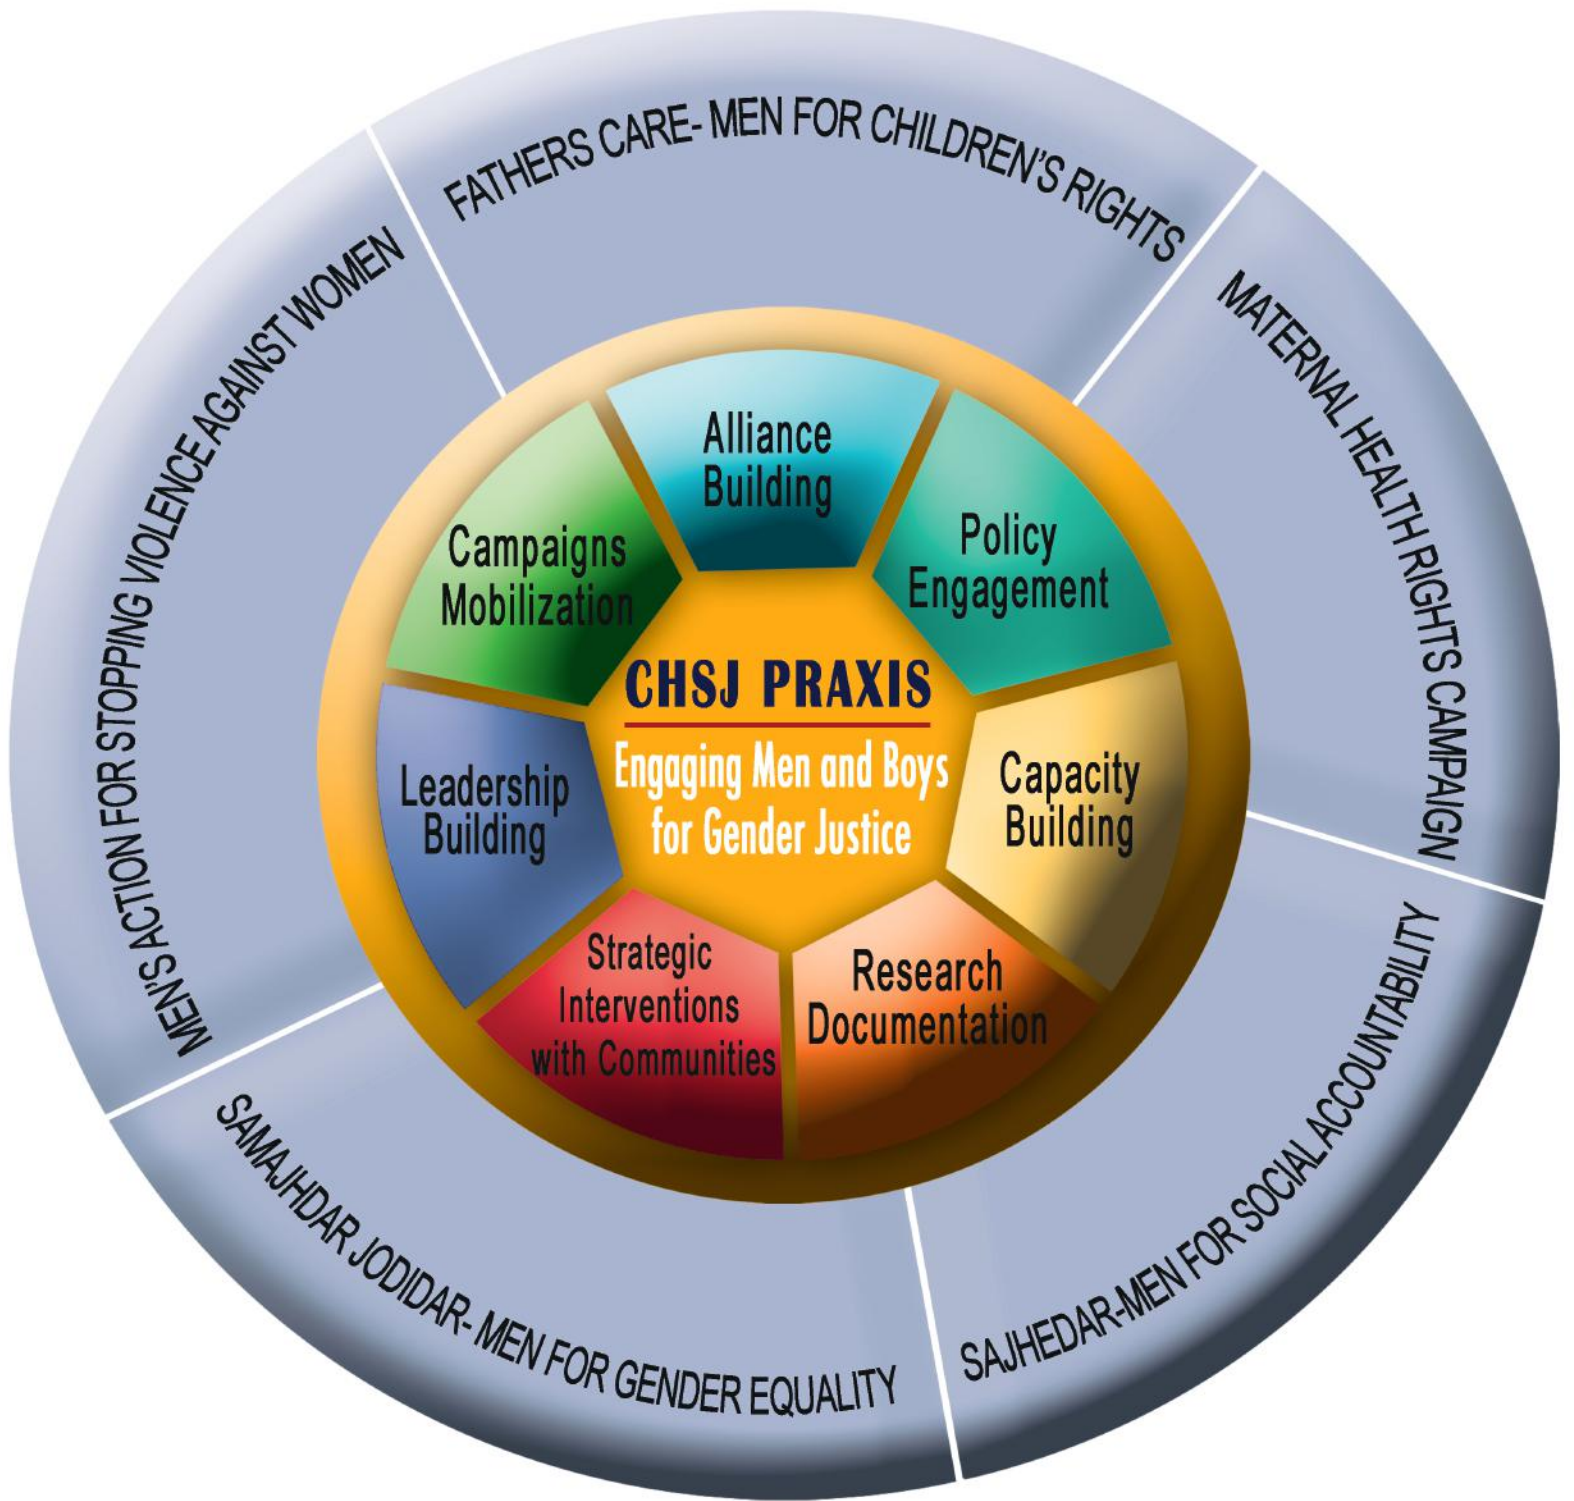 FATHERS CARE- MEN FOR CHILDREN'S RIGHTS
MATERNAL HEALTH RIGHTS CAMPAIGN
SAJHEDAR-MEN FOR SOCIAL ACCOUNTABILITY
SAMAJHDAR JODIDAR- MEN FOR GENDER EQUALITY
MEN'S ACTION FOR STOPPING VIOLENCE AGAINST WOMEN
Alliance
Building
Policy
Engagement
Capacity
Building
Research
Documentation
Strategic
Interventions
with Communities
Leadership
Building
Campaigns
Mobilization
CHSJ PRAXIS
Engaging Men and Boys
for Gender Justice